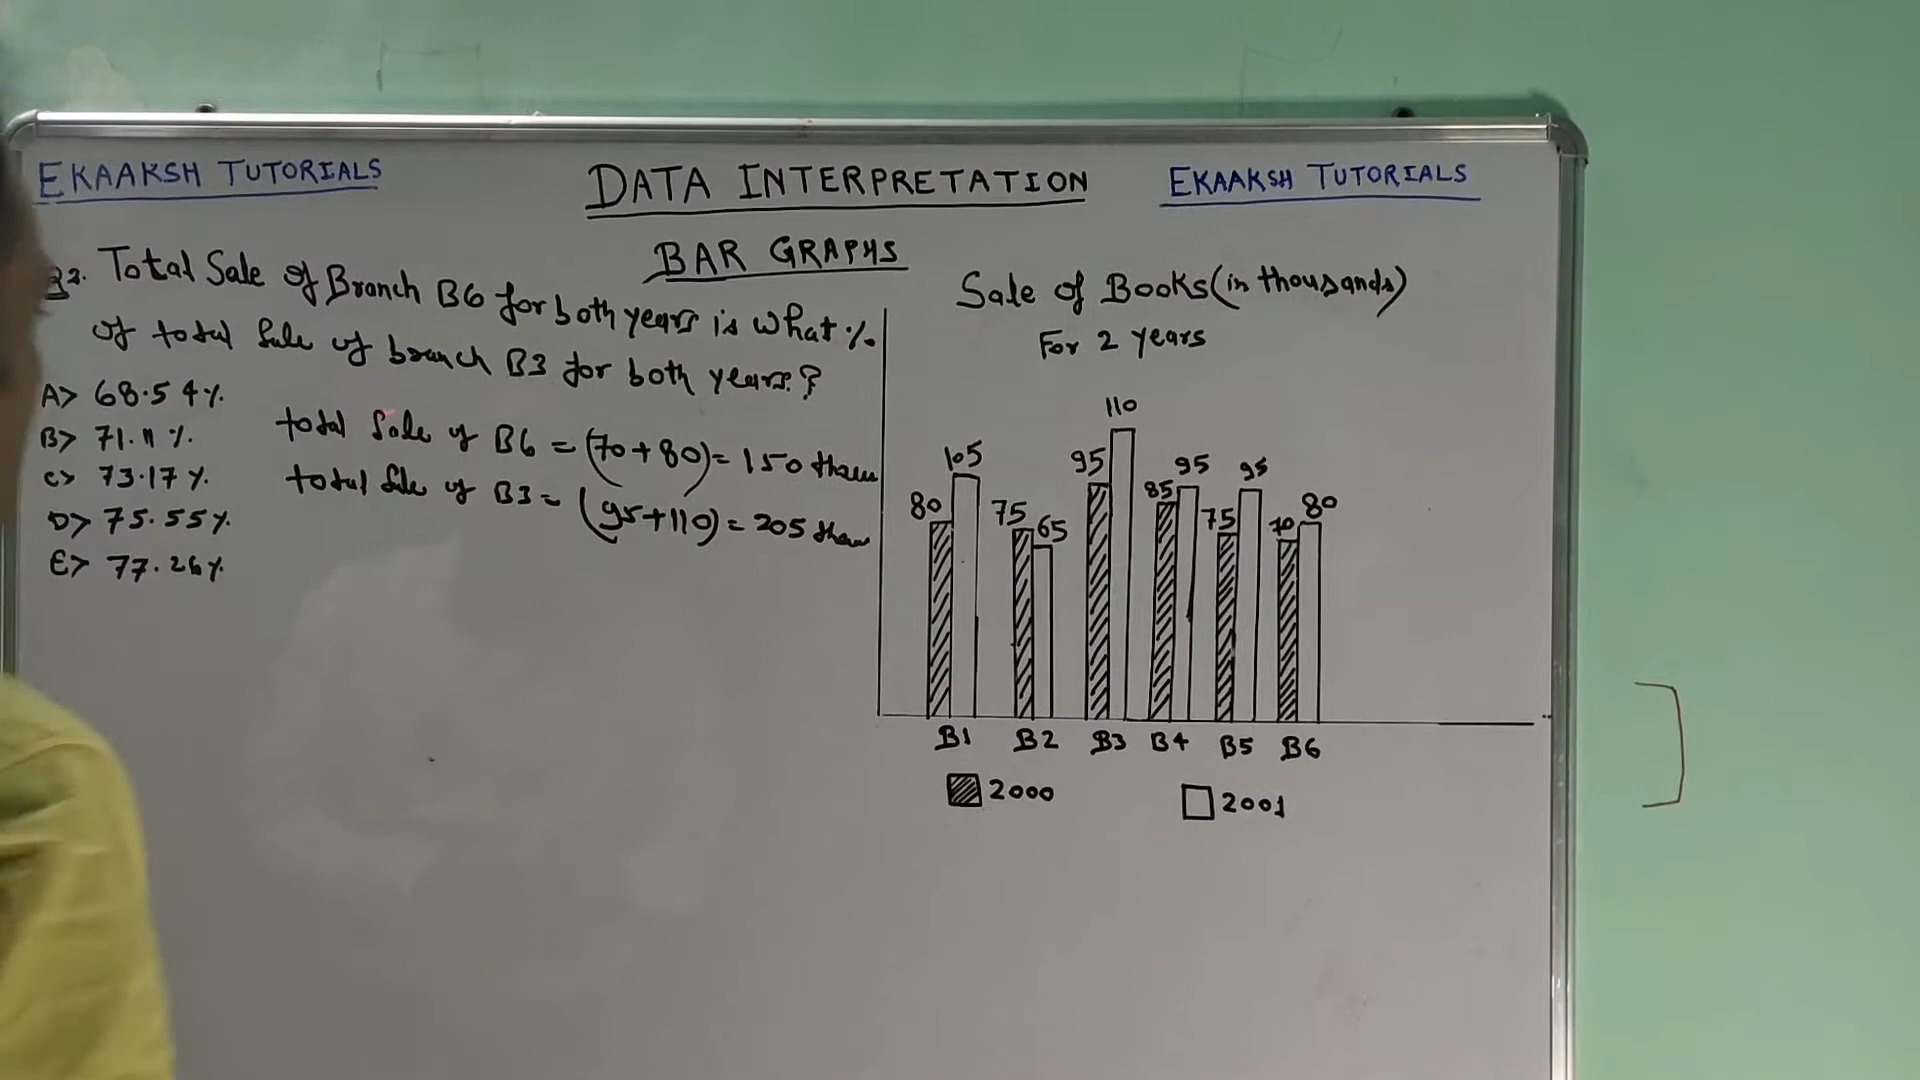 EKAAKSH TUTORIALS
DATA INTERPRETATION
EKAAKSH TUTORIALS
BAR GRAPHS
Total Sale of Branch B6 for both years is what %
of total Sale of branch B3 for both years?
A> 68.54%
B> 71.11%
C> 73.17%
D> 75.55%
E> 77.26%
total Sale of B6 = (70+80) = 150
total Sale of B3 = (95+110) = 205
Sale of Books (in thousands)
For 2 years
80 105 75 65 95 110 85 95 75 95 70 80
B1 B2 B3 B4 B5 B6
2000 2001